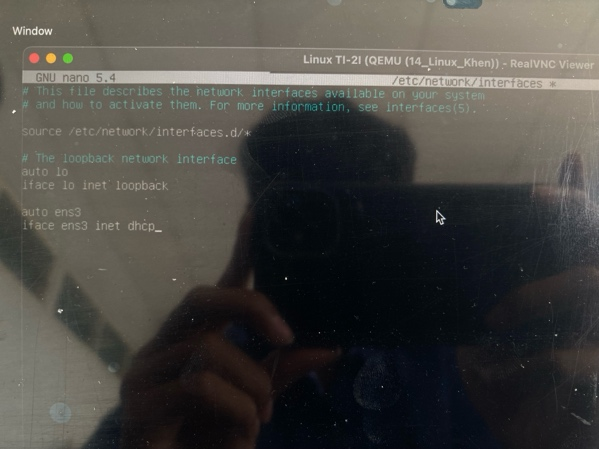 Window
Linux TI-2I (QEMU (14_Linux_Khen)) - RealVNC Viewer
GNU nano 5.4 /etc/network/interfaces *
# This file describes the network interfaces available on your system
# and how to activate them. For more information, see interfaces(5).
source /etc/network/interfaces.d/*
# The loopback network interface
auto lo
iface lo inet loopback
auto ens3
iface ens3 inet dhcp_